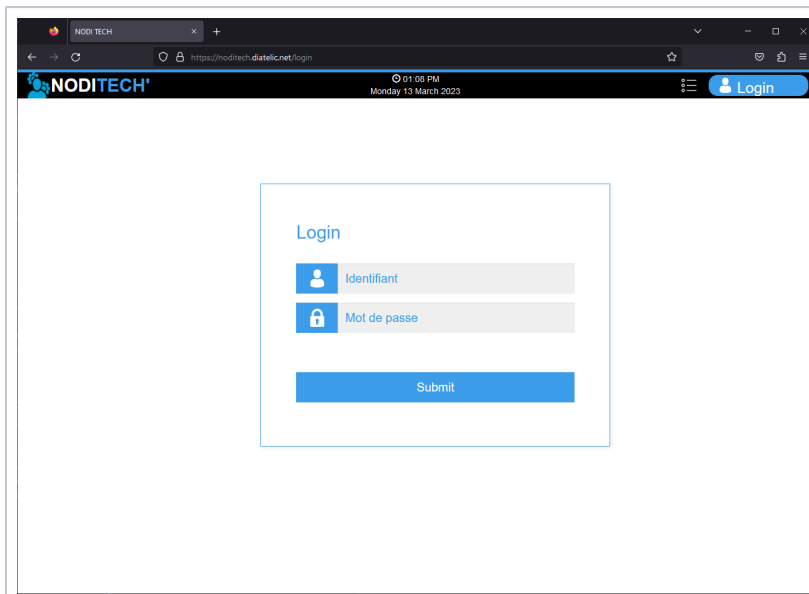 NODI TECH
https://noditech.diatelic.net/login
NODITECH'
01:08 PM
Monday 13 March 2023
Login
Login
Identifiant
Mot de passe
Submit